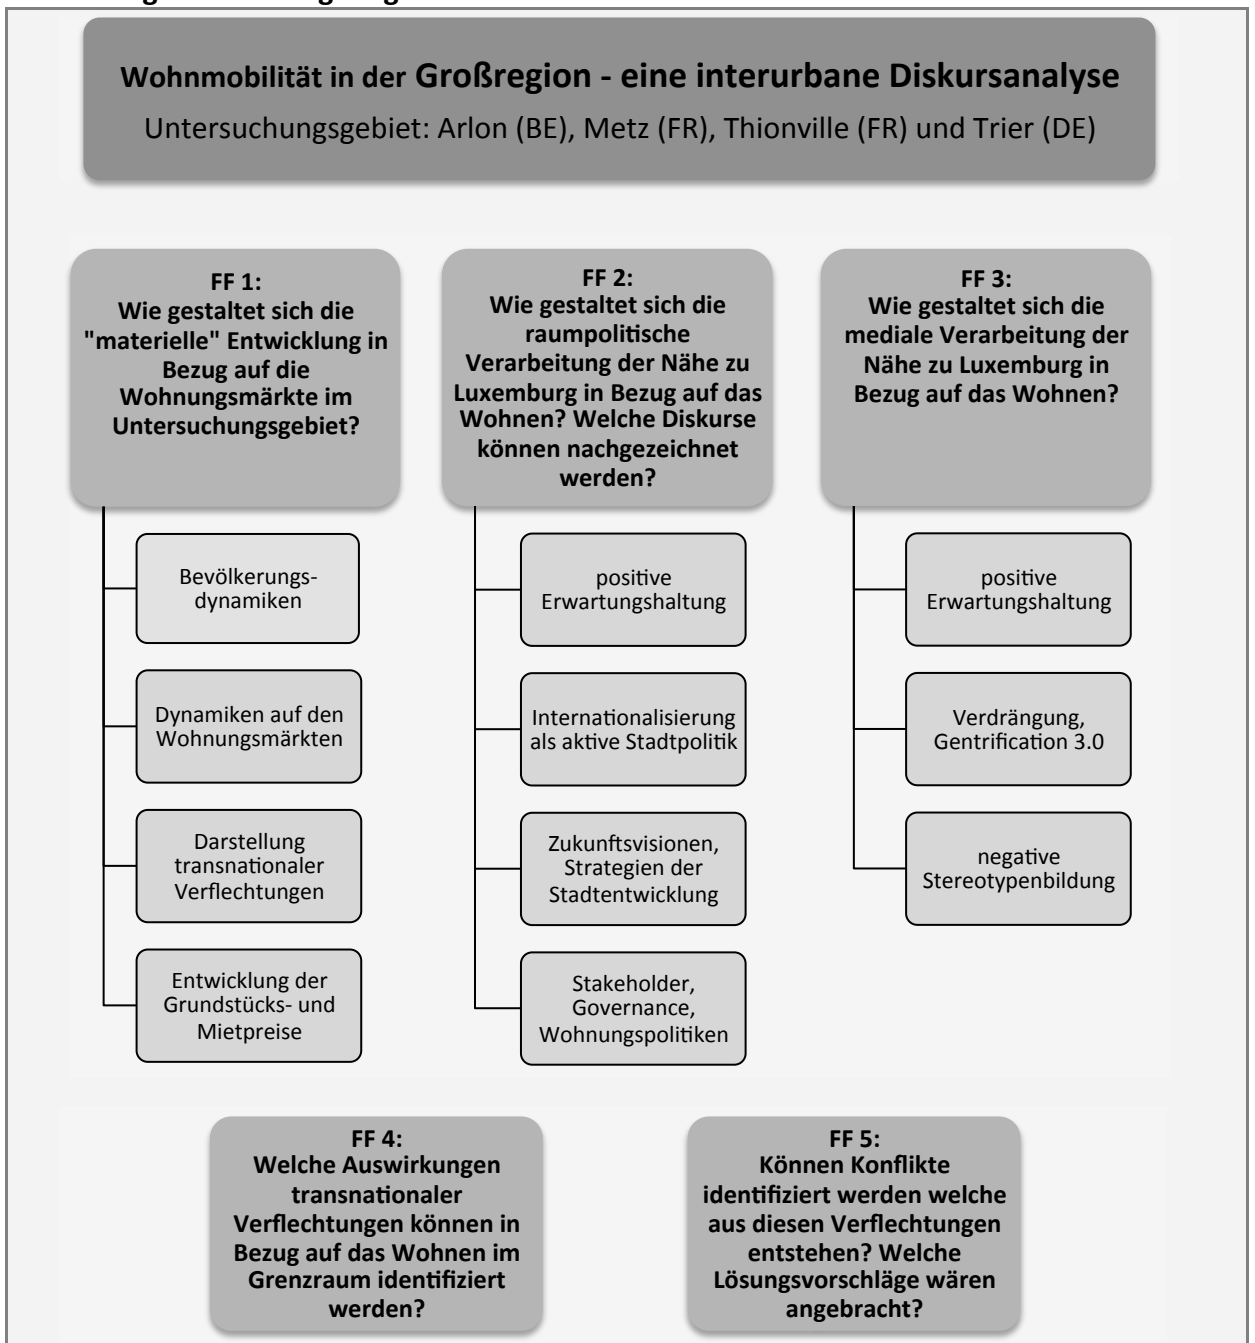 Wohnmobilität in der Großregion - eine interurbane Diskursanalyse
Untersuchungsgebiet: Arlon (BE), Metz (FR), Thionville (FR) und Trier (DE)
FF 1:
Wie gestaltet sich die
"materielle" Entwicklung in
Bezug auf die
Wohnungsmärkte im
Untersuchungsgebiet?
Bevölkerungs-
dynamiken
Dynamiken auf den
Wohnungsmärkten
Darstellung
transnationaler
Verflechtungen
Entwicklung der
Grundstücks- und
Mietpreise
FF 2:
Wie gestaltet sich die
raumpolitische
Verarbeitung der Nähe zu
Luxemburg in Bezug auf das
Wohnen? Welche Diskurse
können nachgezeichnet
werden?
positive
Erwartungshaltung
Internationalisierung
als aktive Stadtpolitik
Zukunftsvisionen,
Strategien der
Stadtentwicklung
Stakeholder,
Governance,
Wohnungspolitiken
FF 3:
Wie gestaltet sich die
mediale Verarbeitung der
Nähe zu Luxemburg in
Bezug auf das Wohnen?
positive
Erwartungshaltung
Verdrängung,
Gentrification 3.0
negative
Stereotypenbildung
FF 4:
Welche Auswirkungen
transnationaler
Verflechtungen können in
Bezug auf das Wohnen im
Grenzraum identifiziert
werden?
FF 5:
Können Konflikte
identifiziert werden welche
aus diesen Verflechtungen
entstehen? Welche
Lösungsvorschläge wären
angebracht?